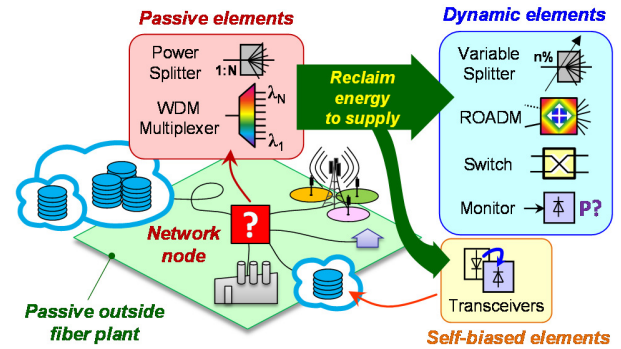 Passive elements
Power
Splitter
1:N
WDM
Multiplexer
λN
λ1
Reclaim
energy
to supply
Dynamic elements
Variable
Splitter
n%
ROADM
Switch
Monitor
P?
Network
node
?
Transceivers
Self-biased elements
Passive outside
fiber plant